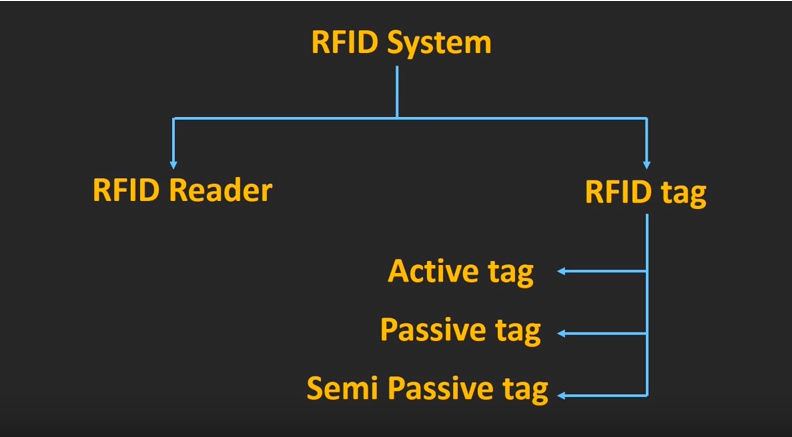 RFID System
RFID Reader
RFID tag
Active tag
Passive tag
Semi Passive tag